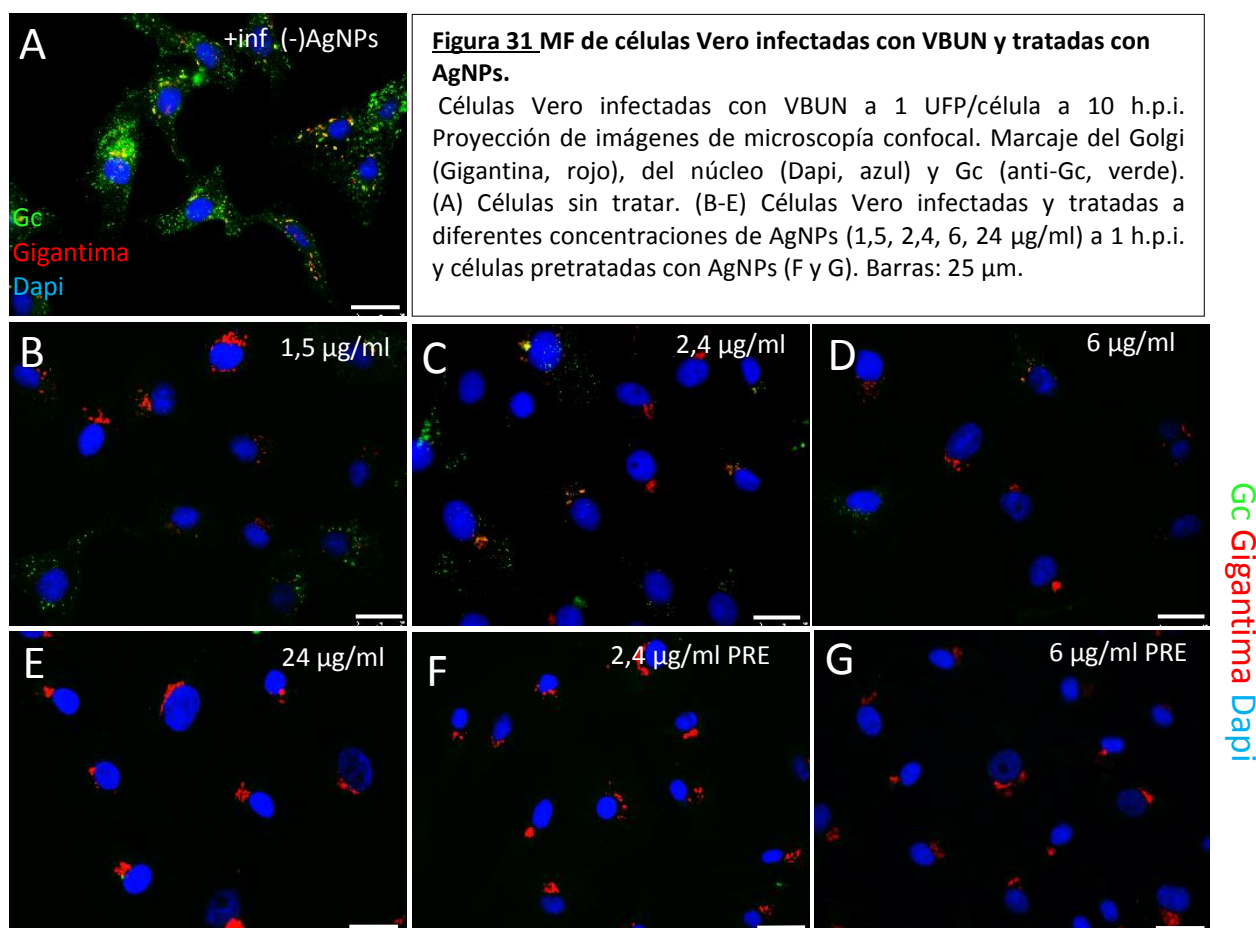 A
+inf (-)AgNPs
Gc
Gigantima
Dapi
Figura 31 MF de células Vero infectadas con VBUN y tratadas con
AgNPs.
Células Vero infectadas con VBUN a 1 UFP/célula a 10 h.p.i.
Proyección de imágenes de microscopía confocal. Marcaje del Golgi
(Gigantina, rojo), del núcleo (Dapi, azul) y Gc (anti-Gc, verde).
(A) Células sin tratar. (B-E) Células Vero infectadas y tratadas a
diferentes concentraciones de AgNPs (1,5, 2,4, 6, 24 µg/ml) a 1 h.p.i.
y células pretratadas con AgNPs (F y G). Barras: 25 µm.
B
1,5 µg/ml
C
2,4 µg/ml
D
6 µg/ml
E
24 µg/ml
F
2,4 µg/ml PRE
G
6 µg/ml PRE
Gc Gigantima Dapi